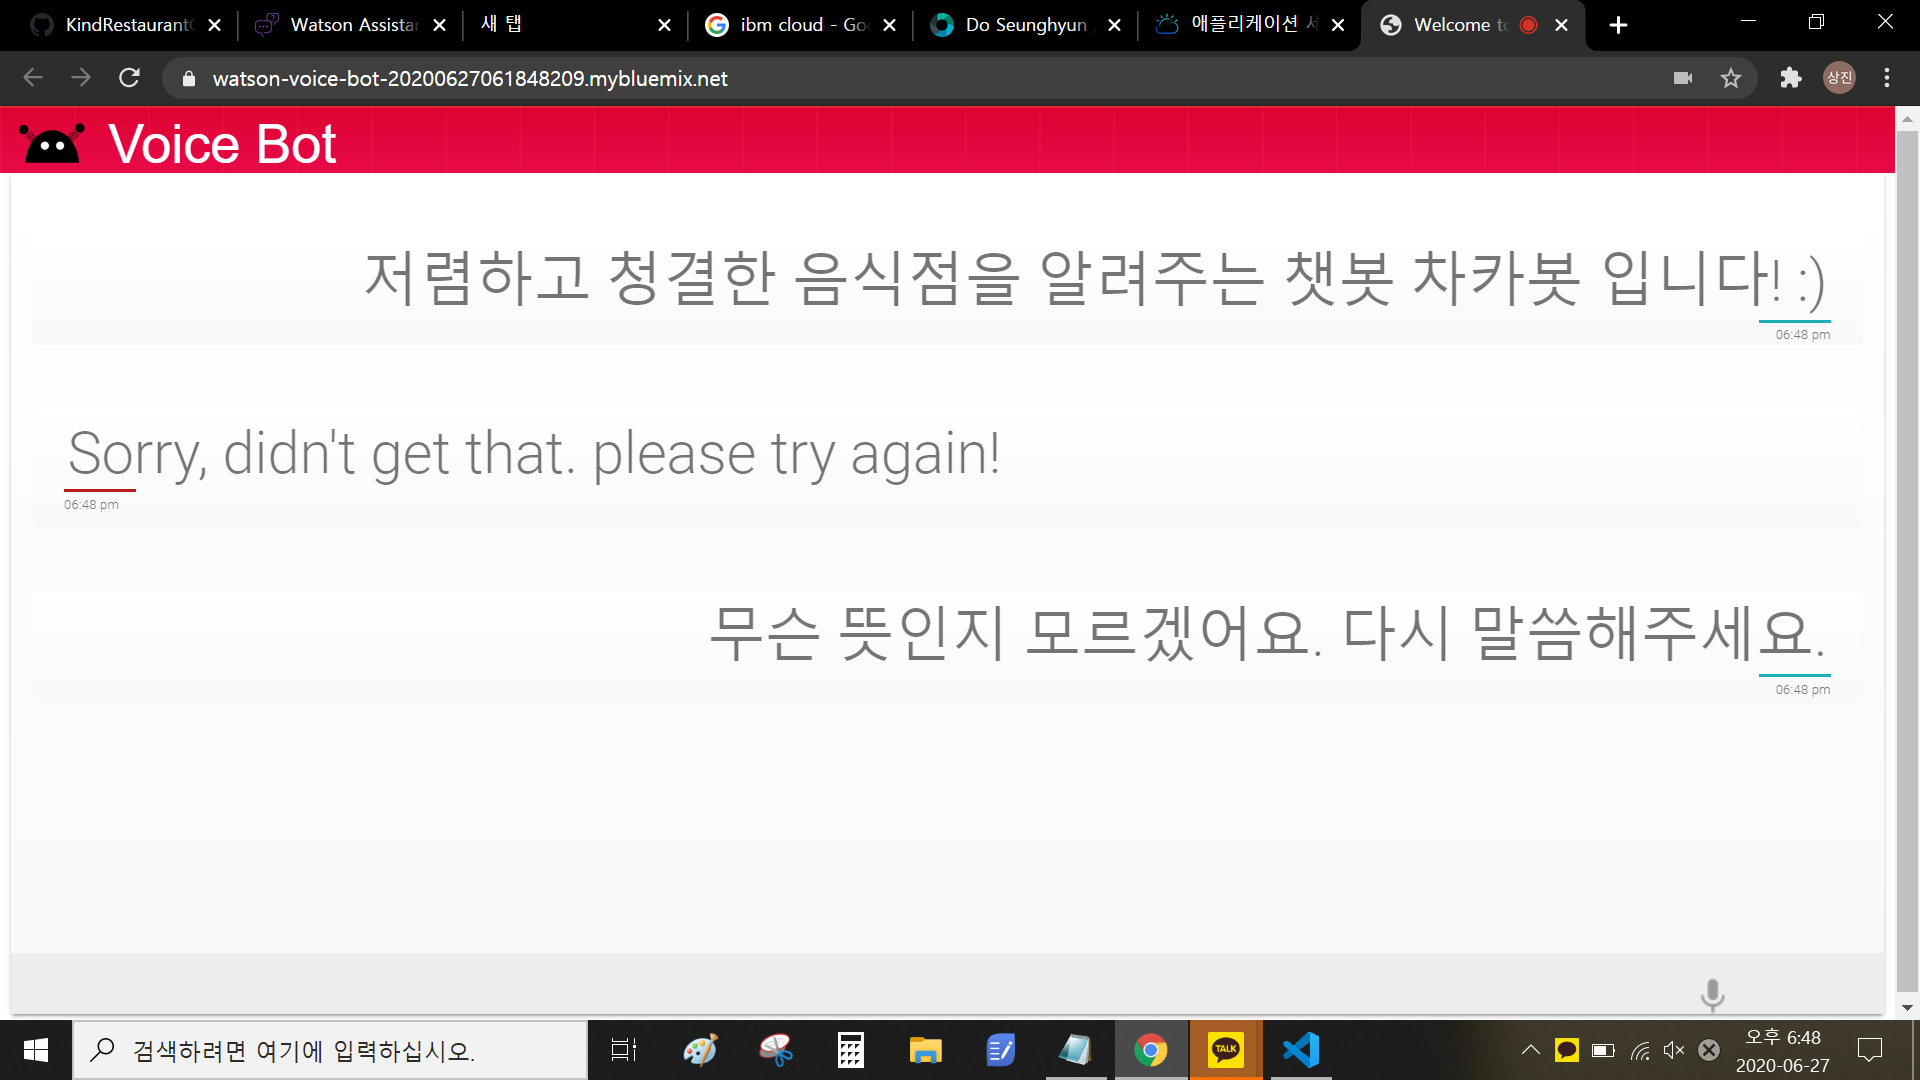 KindRestaurant
Watson Assistan
새 탭
ibm cloud - Goo
Do Seunghyun
애플리케이션 서
Welcome to
watson-voice-bot-20200627061848209.mybluemix.net
상진
Voice Bot
저렴하고 청결한 음식점을 알려주는 챗봇 차카봇 입니다! :)
06:48 pm
Sorry, didn't get that. please try again!
06:48 pm
무슨 뜻인지 모르겠어요. 다시 말씀해주세요.
06:48 pm
검색하려면 여기에 입력하십시오.
TALK
오후 6:48
2020-06-27